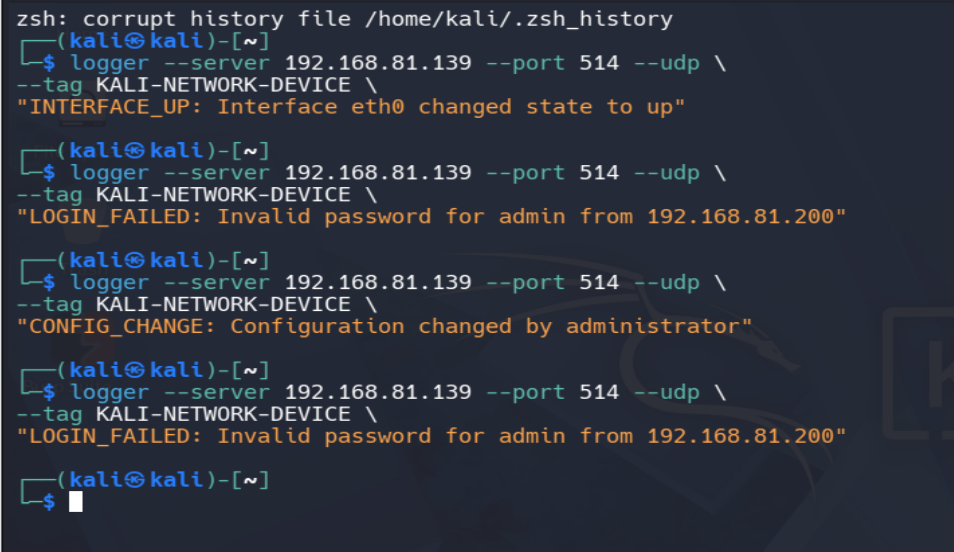 zsh: corrupt history file /home/kali/.zsh_history
┌──(kali㉿kali)-[~]
└─$ logger --server 192.168.81.139 --port 514 --udp \
--tag KALI-NETWORK-DEVICE \
"INTERFACE_UP: Interface eth0 changed state to up"
┌──(kali㉿kali)-[~]
└─$ logger --server 192.168.81.139 --port 514 --udp \
--tag KALI-NETWORK-DEVICE \
"LOGIN_FAILED: Invalid password for admin from 192.168.81.200"
┌──(kali㉿kali)-[~]
└─$ logger --server 192.168.81.139 --port 514 --udp \
--tag KALI-NETWORK-DEVICE \
"CONFIG_CHANGE: Configuration changed by administrator"
┌──(kali㉿kali)-[~]
└─$ logger --server 192.168.81.139 --port 514 --udp \
--tag KALI-NETWORK-DEVICE \
"LOGIN_FAILED: Invalid password for admin from 192.168.81.200"
┌──(kali㉿kali)-[~]
└─$